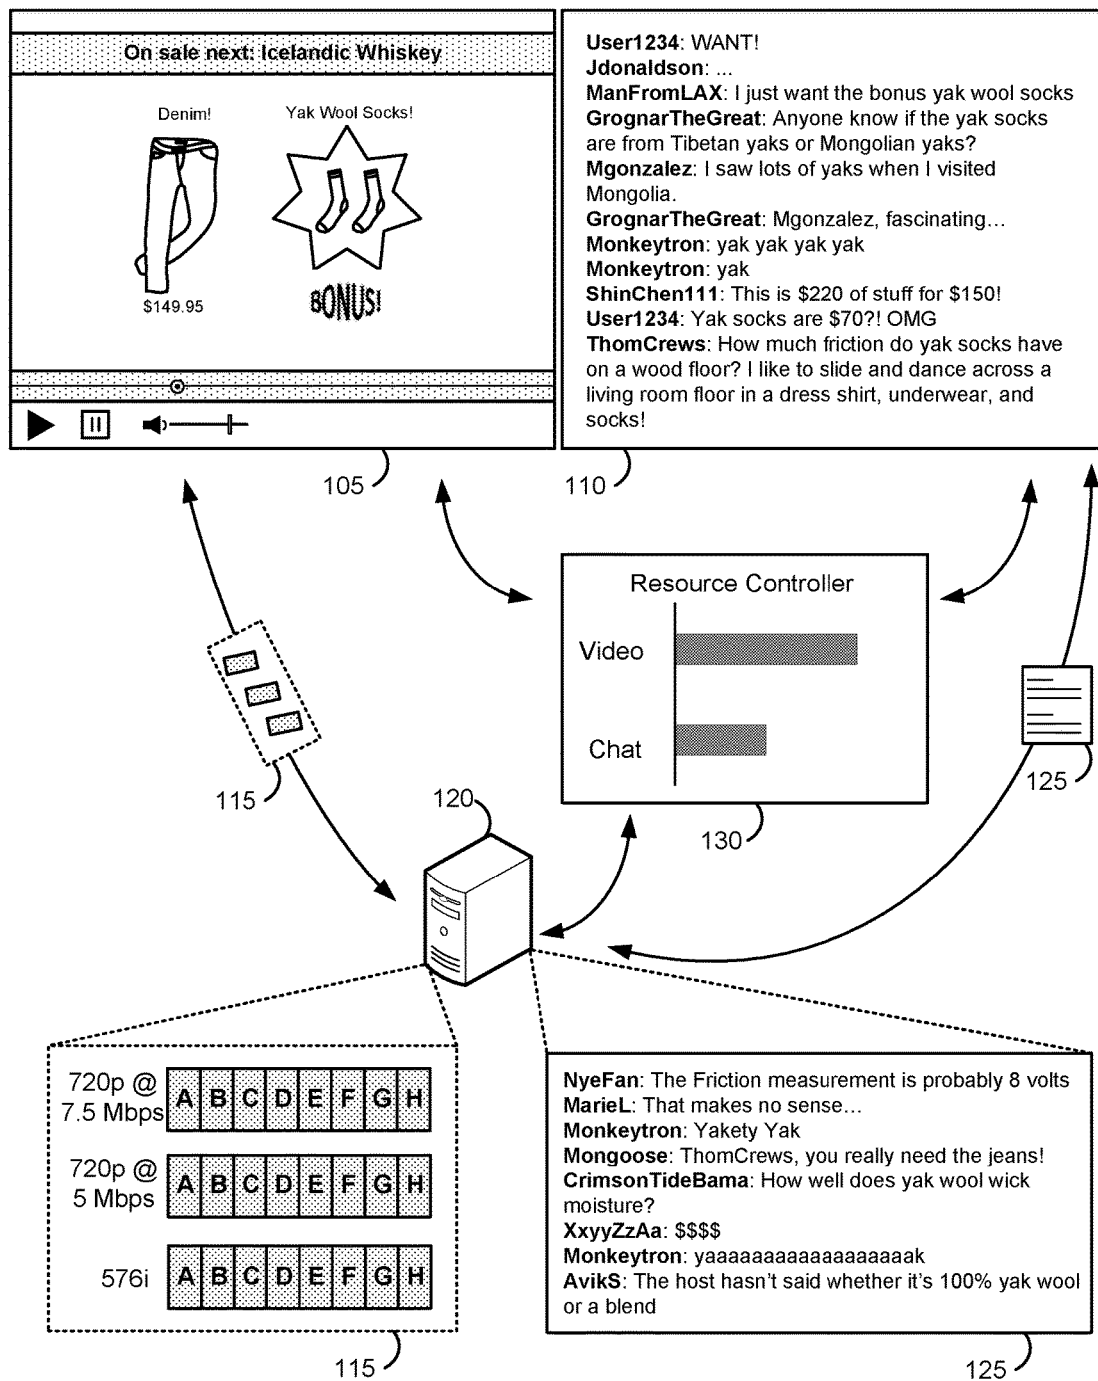 On sale next: Icelandic Whiskey
Denim!
Yak Wool Socks!
$149.95
BONUS!
User1234: WANT!
Jdonaldson: ...
ManFromLAX: I just want the bonus yak wool socks
GrognarTheGreat: Anyone know if the yak socks
are from Tibetan yaks or Mongolian yaks?
Mgonzalez: I saw lots of yaks when I visited
Mongolia.
GrognarTheGreat: Mgonzalez, fascinating...
Monkeytron: yak yak yak yak
Monkeytron: yak
ShinChen111: This is $220 of stuff for $150!
User1234: Yak socks are $70?! OMG
ThomCrews: How much friction do yak socks have
on a wood floor? I like to slide and dance across a
living room floor in a dress shirt, underwear, and
socks!
105
110
Resource Controller
Video
Chat
115
120
130
125
720p @
7.5 Mbps
A B C D E F G H
720p @
5 Mbps
A B C D E F G H
576i
A B C D E F G H
115
NyeFan: The Friction measurement is probably 8 volts
MarieL: That makes no sense...
Monkeytron: Yakety Yak
Mongoose: ThomCrews, you really need the jeans!
CrimsonTideBama: How well does yak wool wick
moisture?
XxyyZzAa: $$$$
Monkeytron: yaaaaaaaaaaaaaaaaaak
AvikS: The host hasn't said whether it's 100% yak wool
or a blend
125